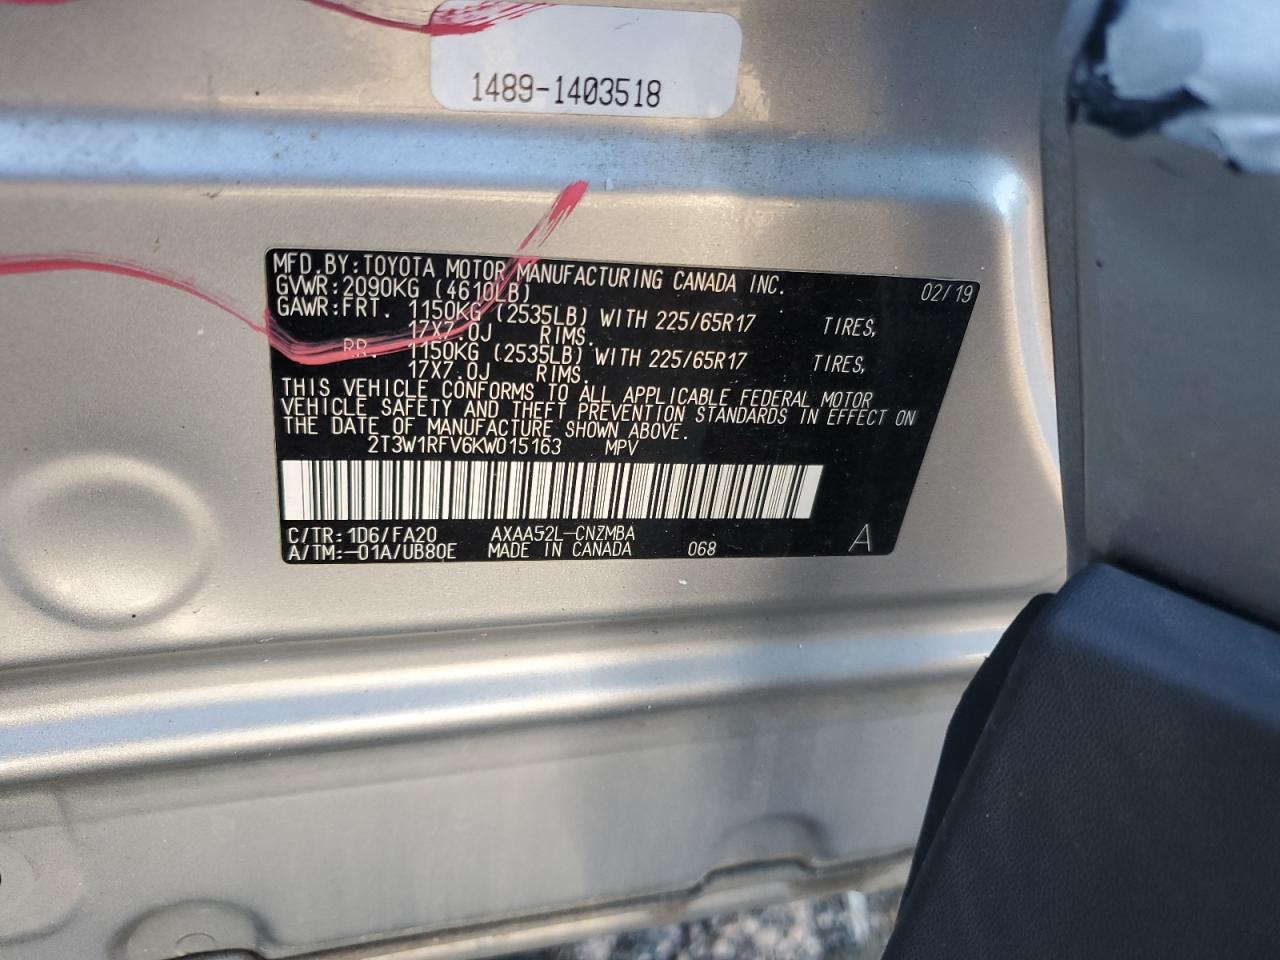 1489-1403518
MFD.BY:TOYOTA MOTOR MANUFACTURING CANADA INC. 02/19
GVWR:2090KG (4610LB)
GAWR:FRT. 1150KG (2535LB) WITH 225/65R17 TIRES,
17X7.0J RIMS.
RR. 1150KG (2535LB) WITH 225/65R17 TIRES,
17X7.0J RIMS.
THIS VEHICLE CONFORMS TO ALL APPLICABLE FEDERAL MOTOR
VEHICLE SAFETY AND THEFT PREVENTION STANDARDS IN EFFECT ON
THE DATE OF MANUFACTURE SHOWN ABOVE.
2T3W1RFV6KW015163 MPV
C/TR:1D6/FA20 AXAA52L-CNZMBA
A/TM:-01A/UB80E MADE IN CANADA 068 A